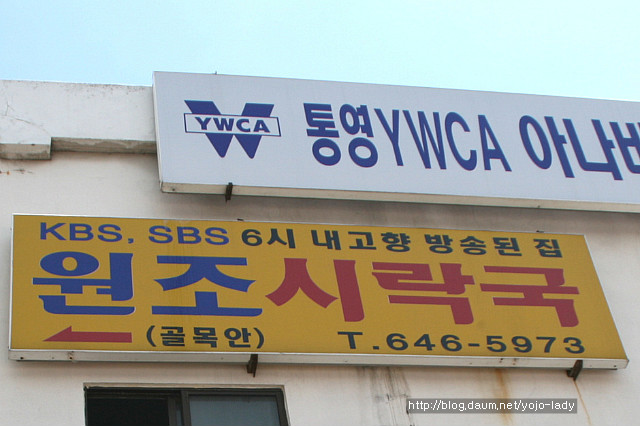 YWCA 통영YWCA 아나바
KBS, SBS 6시 내고향 방송된 집
원조시락국
(골목안) T.646-5973
http://blog.daum.net/yojo-lady